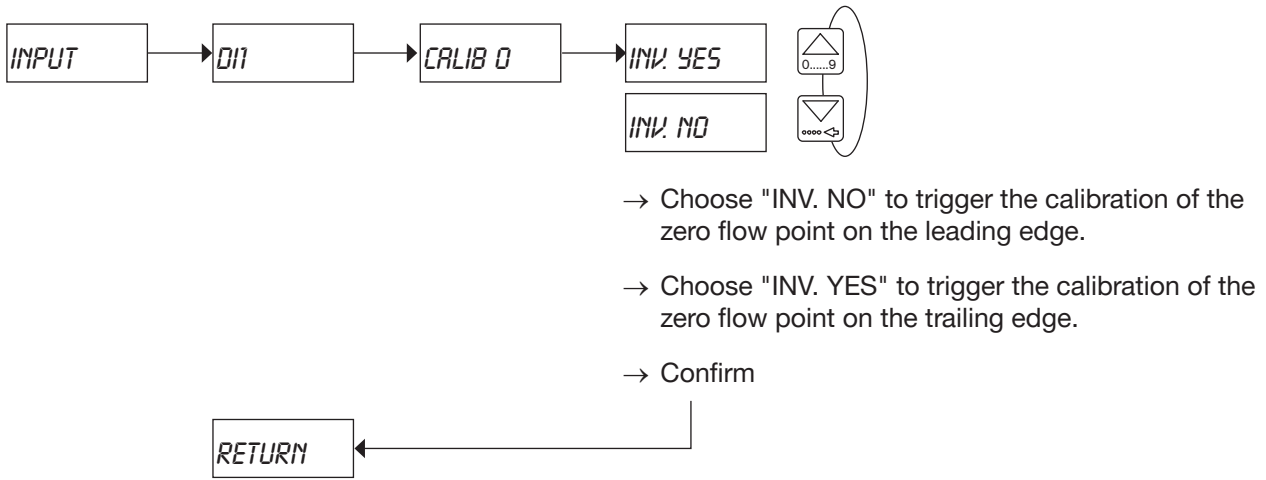 INPUT
DI1
CALIB 0
INV. YES
INV. NO
0......9
→ Choose "INV. NO" to trigger the calibration of the
zero flow point on the leading edge.
→ Choose "INV. YES" to trigger the calibration of the
zero flow point on the trailing edge.
→ Confirm
RETURN